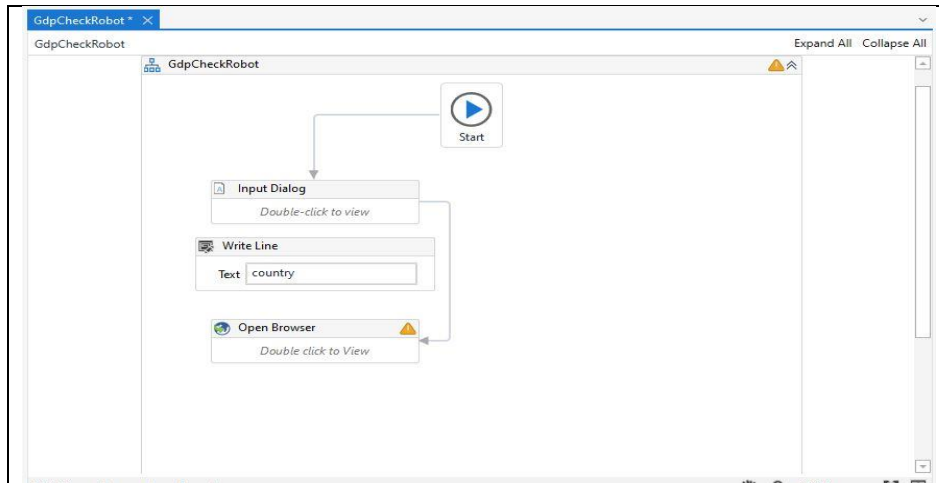 GdpCheckRobot *
GdpCheckRobot
Expand All Collapse All
GdpCheckRobot
Start
Input Dialog
Double-click to view
Write Line
Text country
Open Browser
Double click to View